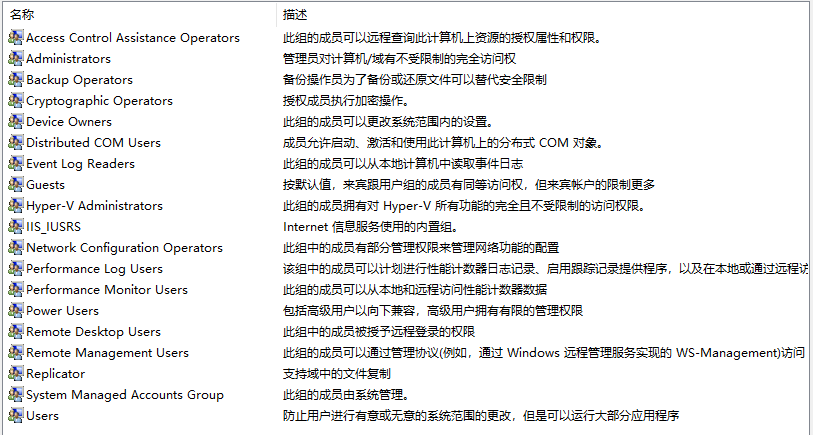 名称 描述
Access Control Assistance Operators 此组的成员可以远程查询此计算机上资源的授权属性和权限。
Administrators 管理员对计算机/域有不受限制的完全访问权
Backup Operators 备份操作员为了备份或还原文件可以替代安全限制
Cryptographic Operators 授权成员执行加密操作。
Device Owners 此组的成员可以更改系统范围内的设置。
Distributed COM Users 成员允许启动、激活和使用此计算机上的分布式 COM 对象。
Event Log Readers 此组的成员可以从本地计算机中读取事件日志
Guests 按默认值，来宾跟用户组的成员有同等访问权，但来宾帐户的限制更多
Hyper-V Administrators 此组的成员拥有对 Hyper-V 所有功能的完全且不受限制的访问权限。
IIS_IUSRS Internet 信息服务使用的内置组。
Network Configuration Operators 此组中的成员有部分管理权限来管理网络功能的配置
Performance Log Users 该组中的成员可以计划进行性能计数器日志记录、启用跟踪记录提供程序，以及在本地或通过远程访
Performance Monitor Users 此组的成员可以从本地和远程访问性能计数器数据
Power Users 包括高级用户以向下兼容，高级用户拥有有限的管理权限
Remote Desktop Users 此组中的成员被授予远程登录的权限
Remote Management Users 此组的成员可以通过管理协议(例如，通过 Windows 远程管理服务实现的 WS-Management)访问
Replicator 支持域中的文件复制
System Managed Accounts Group 此组的成员由系统管理。
Users 防止用户进行有意或无意的系统范围的更改，但是可以运行大部分应用程序